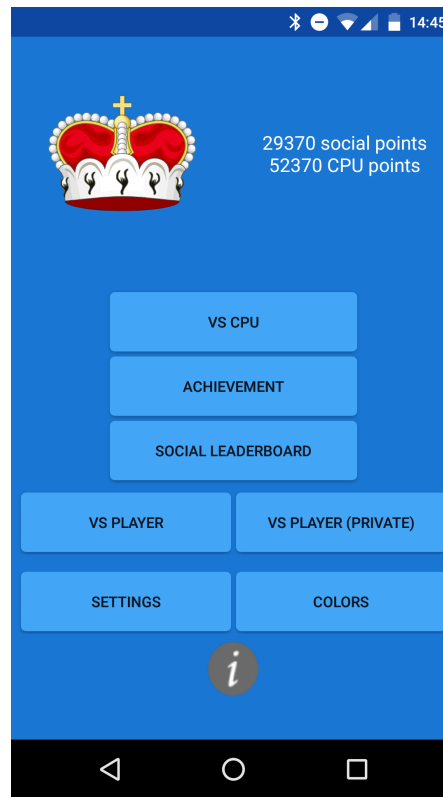 14:45
29370 social points
52370 CPU points
VS CPU
ACHIEVEMENT
SOCIAL LEADERBOARD
VS PLAYER
VS PLAYER (PRIVATE)
SETTINGS
COLORS
i